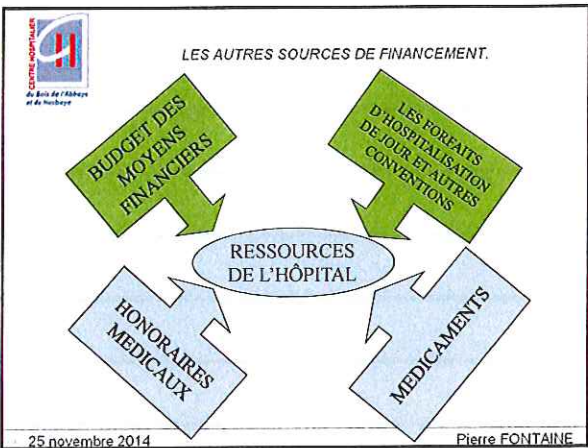 CENTRE HOSPITALIER
du Bois de l'Abbaye
et de Hesbaye
LES AUTRES SOURCES DE FINANCEMENT.
BUDGET DES
MOYENS
FINANCIERS
LES FORFAITS
D'HOSPITALISATION
DE JOUR ET AUTRES
CONVENTIONS
RESSOURCES
DE L'HÔPITAL
HONORAIRES
MEDICAUX
MEDICAMENTS
25 novembre 2014
Pierre FONTAINE